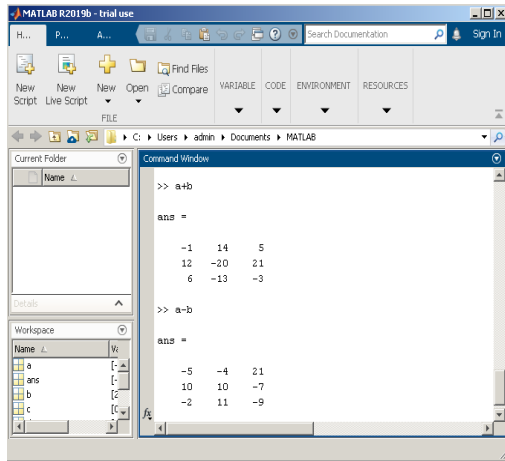 MATLAB R2019b - trial use
H... P... A... Search Documentation Sign In
New Script New Live Script New Open Find Files Compare
FILE VARIABLE CODE ENVIRONMENT RESOURCES
C: Users admin Documents MATLAB
Current Folder
Name
Details
Workspace
Name
a [-
ans [-
b [2
c
Command Window
>> a+b
ans =
-1 14 5
12 -20 21
6 -13 -3
>> a-b
ans =
-5 -4 21
10 10 -7
-2 11 -9
fx